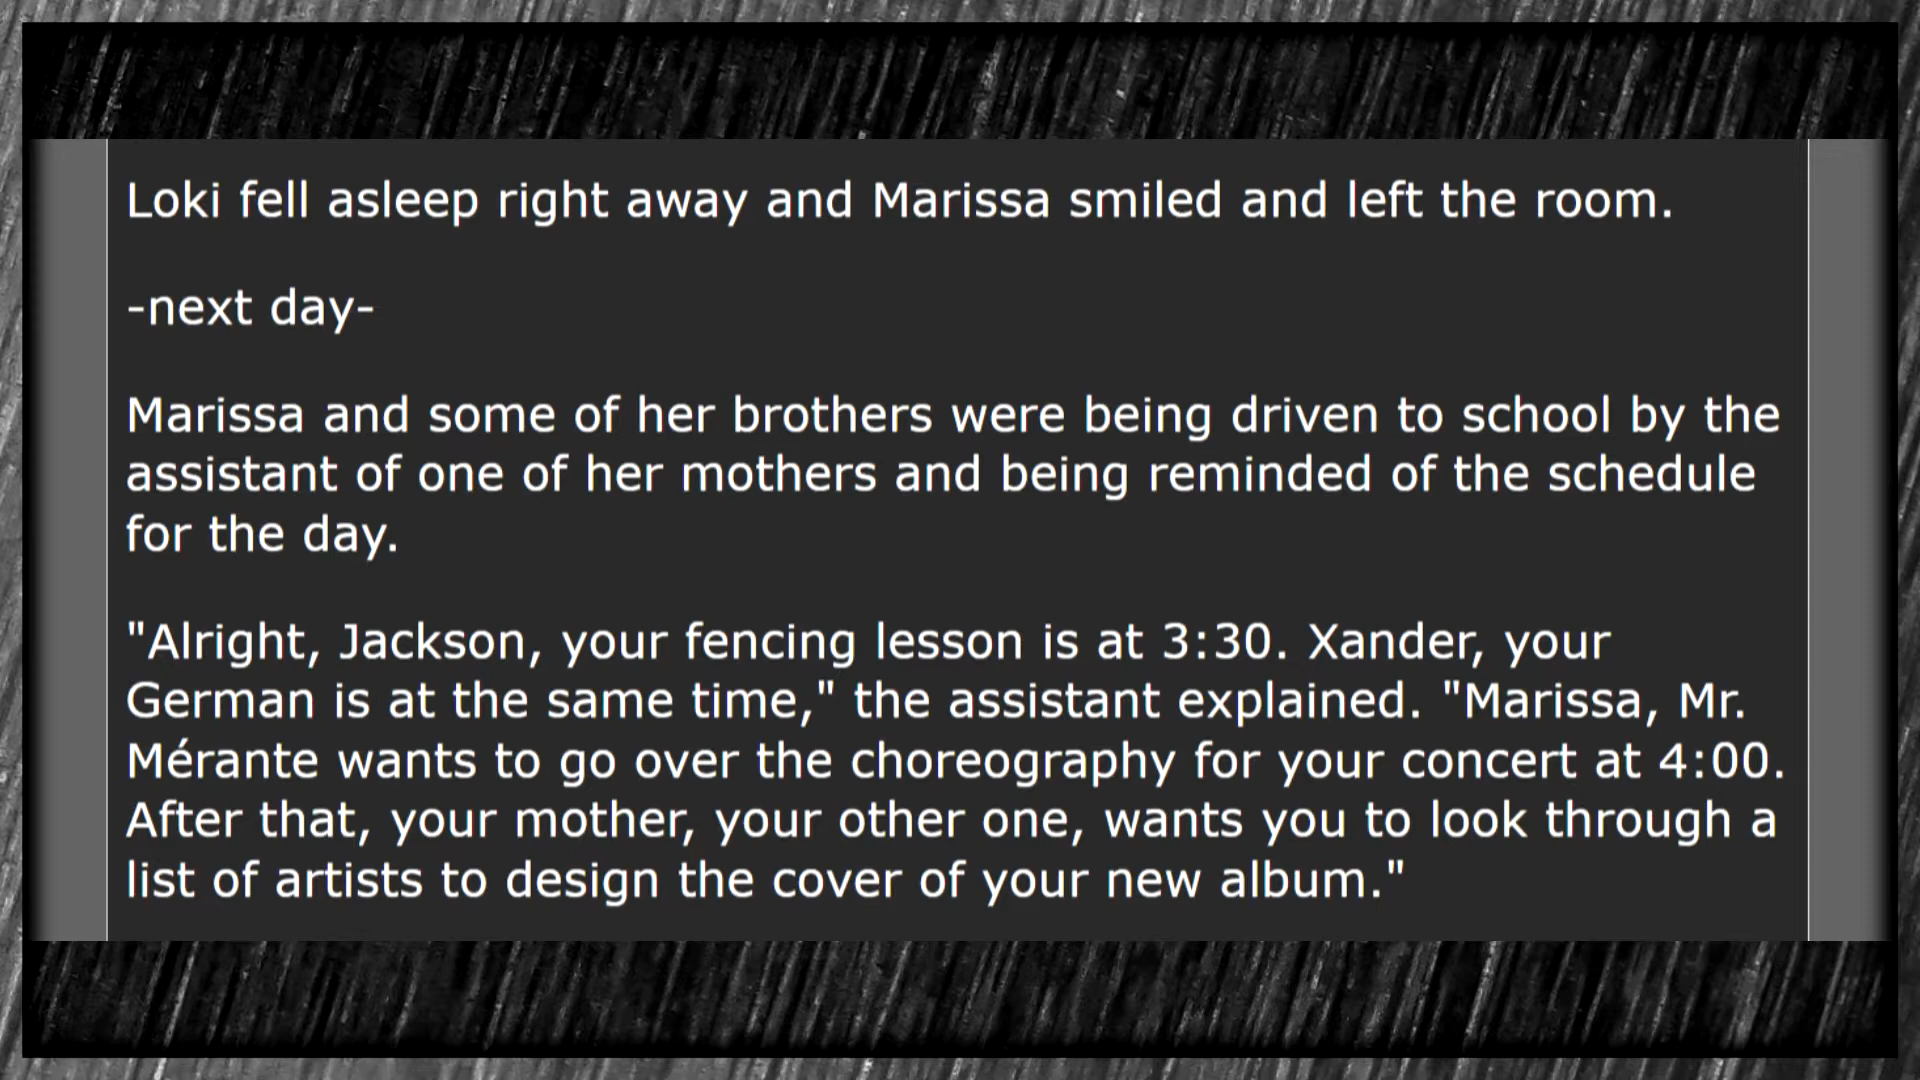 Loki fell asleep right away and Marissa smiled and left the room.
-next day-
Marissa and some of her brothers were being driven to school by the
assistant of one of her mothers and being reminded of the schedule
for the day.
"Alright, Jackson, your fencing lesson is at 3:30. Xander, your
German is at the same time," the assistant explained. "Marissa, Mr.
Mérante wants to go over the choreography for your concert at 4:00.
After that, your mother, your other one, wants you to look through a
list of artists to design the cover of your new album."